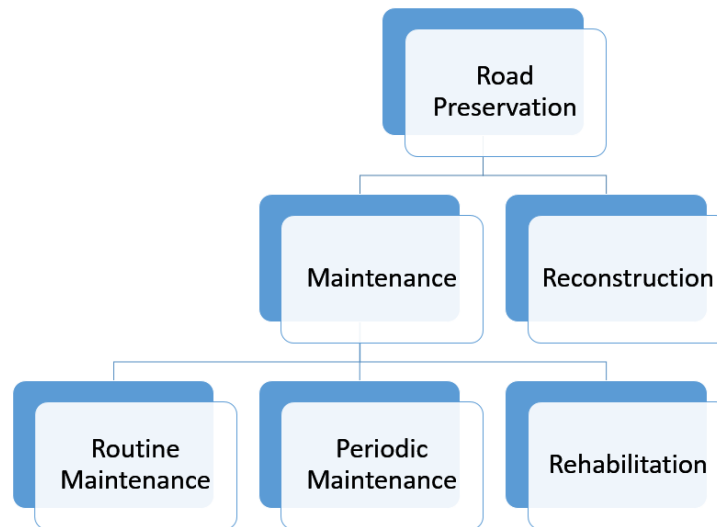 Road
Preservation
Maintenance
Reconstruction
Routine
Maintenance
Periodic
Maintenance
Rehabilitation